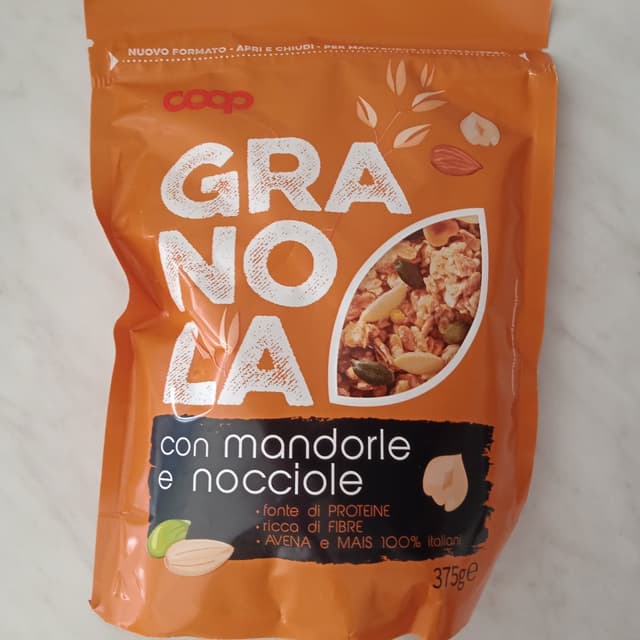 NUOVO FORMATO - APRI E CHIUDI - PER
coop
GRA
NO
LA
con mandorle
e nocciole
• fonte di PROTEINE
• ricca di FIBRE
• AVENA e MAIS 100% italiani
375g e